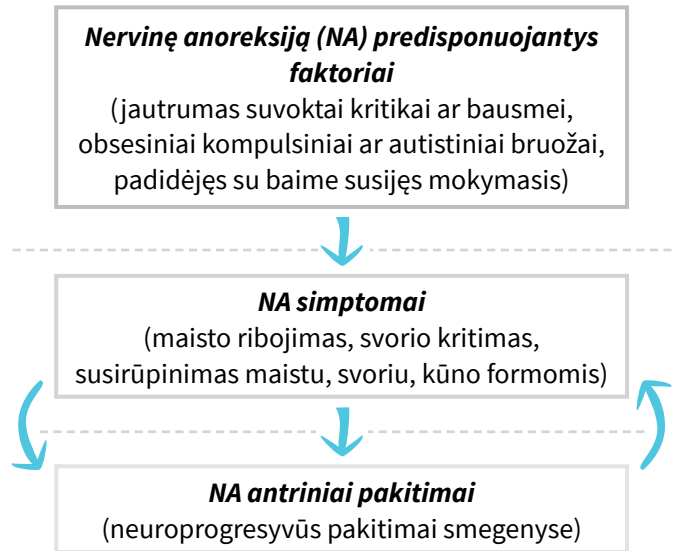 Nervinę anoreksiją (NA) predisponuojantys
faktoriai
(jautrumas suvoktai kritikai ar bausmei,
obsesiniai kompulsiniai ar autistiniai bruožai,
padidėjęs su baime susijęs mokymasis)
NA simptomai
(maisto ribojimas, svorio kritimas,
susirūpinimas maistu, svoriu, kūno formomis)
NA antriniai pakitimai
(neuroprogresyvūs pakitimai smegenyse)